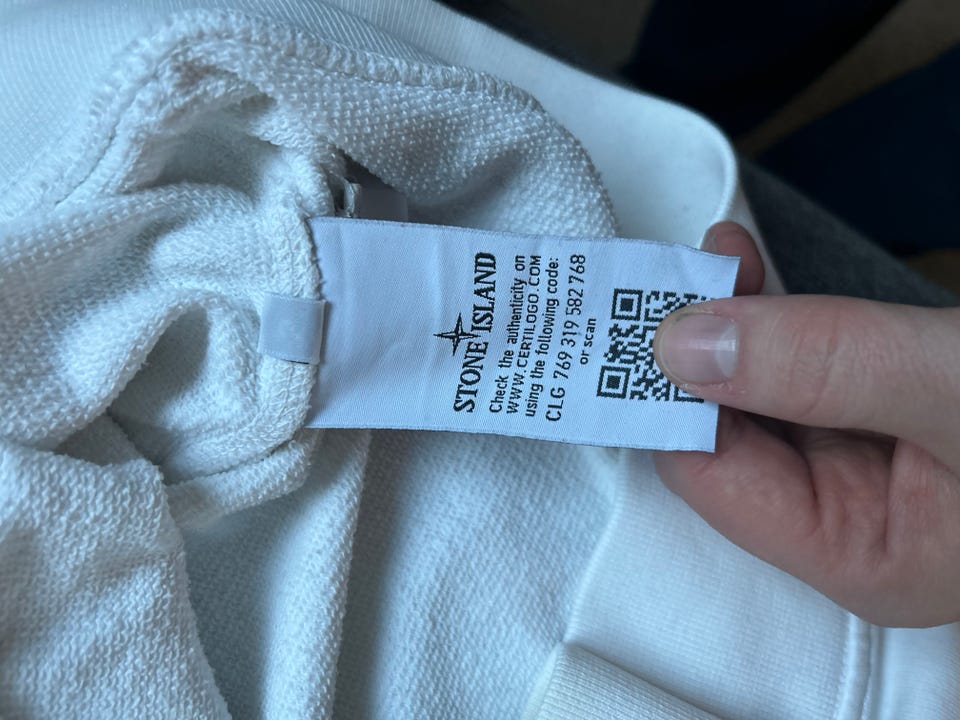 STONE ISLAND
Check the authenticity on
WWW.CERTILOGO.COM
using the following code:
CLG 769 319 582 768
or scan